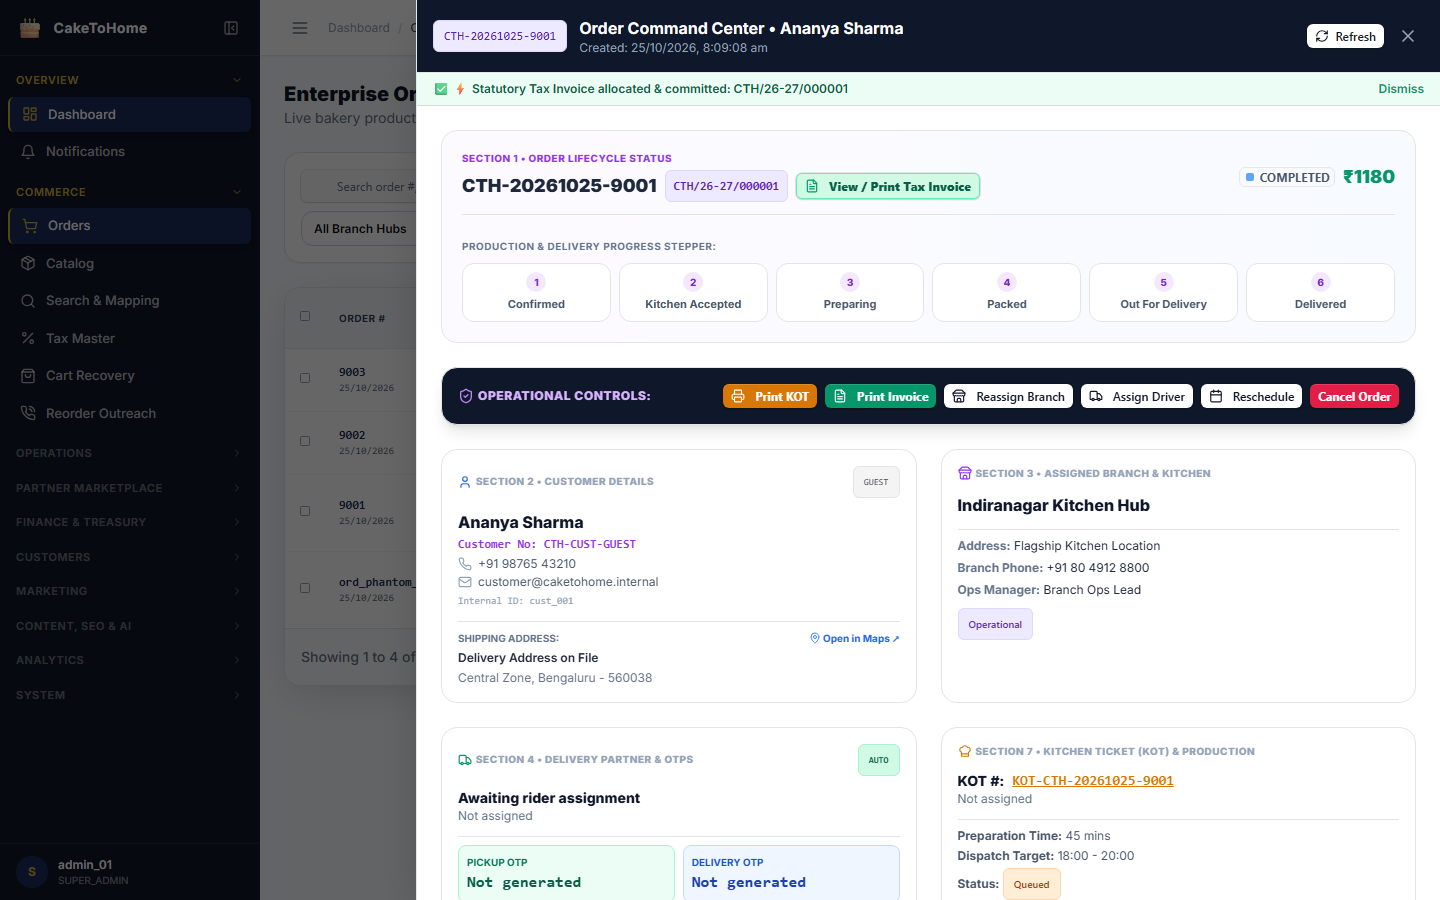 CakeToHome
OVERVIEW
Dashboard
Notifications
COMMERCE
Orders
Catalog
Search & Mapping
Tax Master
Cart Recovery
Reorder Outreach
OPERATIONS
PARTNER MARKETPLACE
FINANCE & TREASURY
CUSTOMERS
MARKETING
CONTENT, SEO & AI
ANALYTICS
SYSTEM
S
admin_01
SUPER_ADMIN
Dashboard /
Enterprise Or
Live bakery product
Search order #
All Branch Hubs
ORDER #
9003
25/10/2026
9002
25/10/2026
9001
25/10/2026
ord_phantom_
25/10/2026
Showing 1 to 4 of
CTH-20261025-9001
Order Command Center • Ananya Sharma
Created: 25/10/2026, 8:09:08 am
Refresh
Statutory Tax Invoice allocated & committed: CTH/26-27/000001
Dismiss
SECTION 1 • ORDER LIFECYCLE STATUS
CTH-20261025-9001 CTH/26-27/000001 View / Print Tax Invoice
COMPLETED ₹1180
PRODUCTION & DELIVERY PROGRESS STEPPER:
1 Confirmed
2 Kitchen Accepted
3 Preparing
4 Packed
5 Out For Delivery
6 Delivered
OPERATIONAL CONTROLS:
Print KOT
Print Invoice
Reassign Branch
Assign Driver
Reschedule
Cancel Order
SECTION 2 • CUSTOMER DETAILS
GUEST
Ananya Sharma
Customer No: CTH-CUST-GUEST
+91 98765 43210
customer@caketohome.internal
Internal ID: cust_001
SHIPPING ADDRESS:
Open in Maps ↗
Delivery Address on File
Central Zone, Bengaluru - 560038
SECTION 3 • ASSIGNED BRANCH & KITCHEN
Indiranagar Kitchen Hub
Address: Flagship Kitchen Location
Branch Phone: +91 80 4912 8800
Ops Manager: Branch Ops Lead
Operational
SECTION 4 • DELIVERY PARTNER & OTPS
AUTO
Awaiting rider assignment
Not assigned
PICKUP OTP
Not generated
DELIVERY OTP
Not generated
SECTION 7 • KITCHEN TICKET (KOT) & PRODUCTION
KOT #: KOT-CTH-20261025-9001
Not assigned
Preparation Time: 45 mins
Dispatch Target: 18:00 - 20:00
Status: Queued